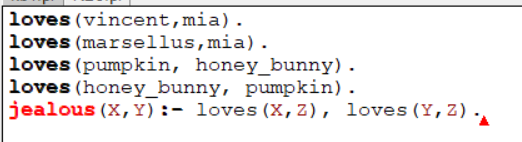 loves(vincent,mia).
loves(marsellus,mia).
loves(pumpkin, honey_bunny).
loves(honey_bunny, pumpkin).
jealous(X,Y):- loves(X,Z), loves(Y,Z).